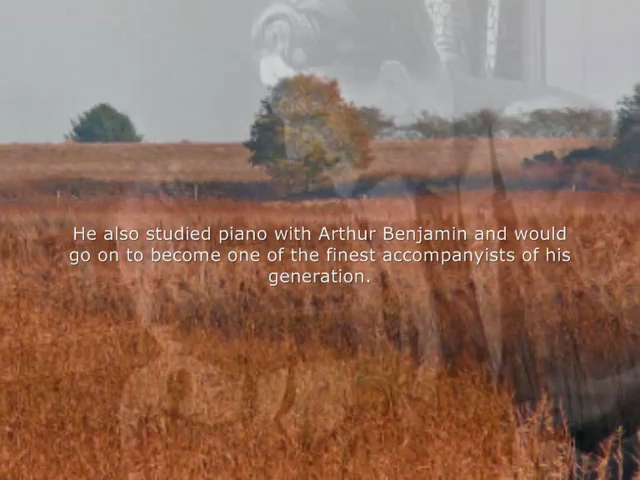 He also studied piano with Arthur Benjamin and would
go on to become one of the finest accompanyists of his
generation.